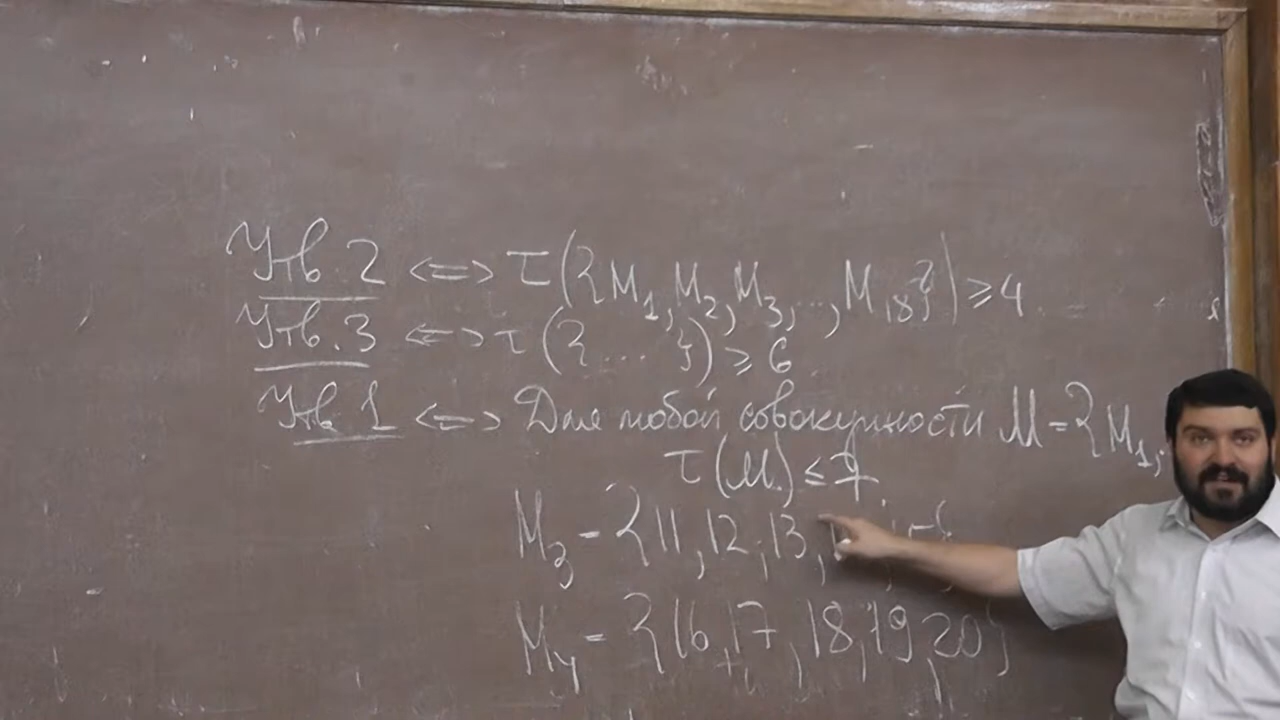 Утв. 2 <=> τ({M₁, M₂, M₃, ..., M₁₈}) ≥ 4
Утв. 3 <=> τ({ .... }) ≥ 6
Утв 1 <=> Для любой совокупности M = {M₁,
τ(M) ≤ 7
M₃ = {11, 12, 13,
M₄ = {16, 17, 18, 19, 20}